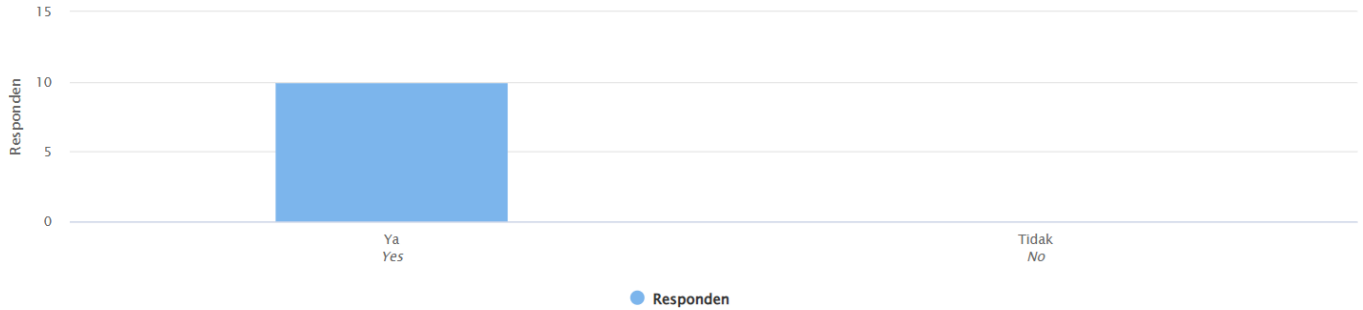 15
10
5
0
Responden
Ya
Yes
Tidak
No
Responden